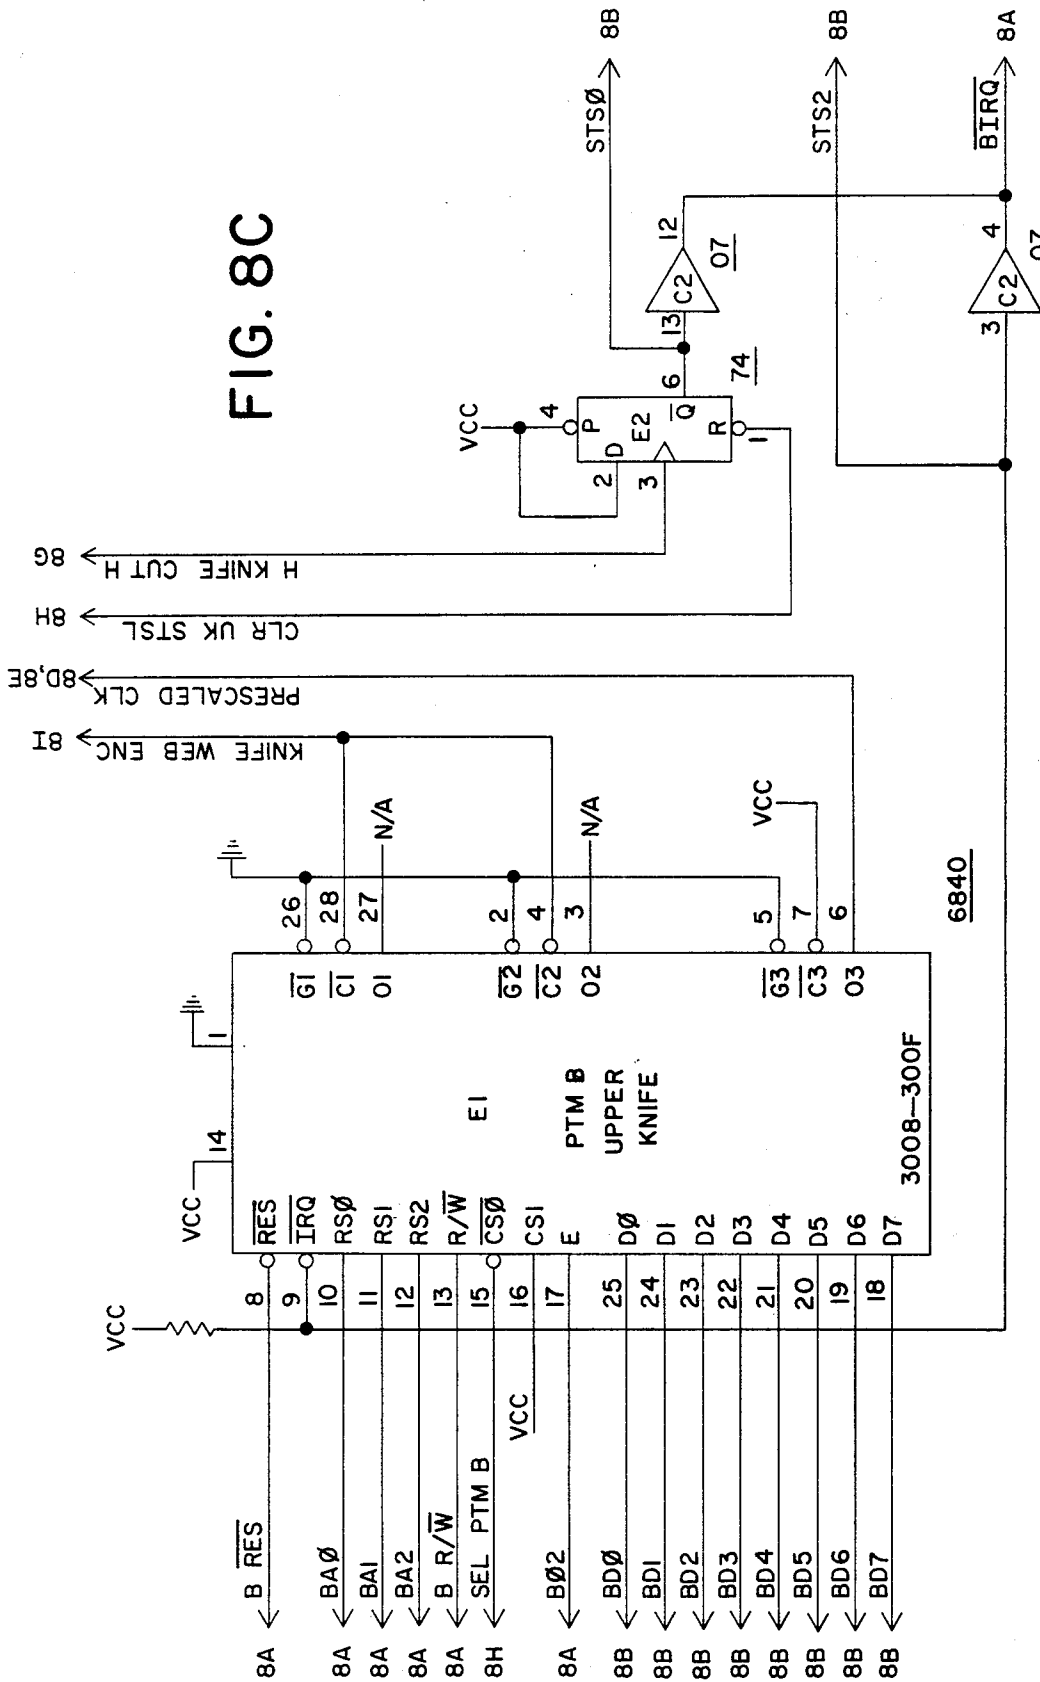 FIG. 8C
VCC
8A B RES 8 RES
9 IRQ
8A BAØ 10 RSØ
8A BA1 11 RS1
8A BA2 12 RS2
8A B R/W 13 R/W
8H SEL PTM B 15 CSØ
VCC 16 CS1
8A BØ2 17 E
8B BDØ 25 DØ
8B BD1 24 D1
8B BD2 23 D2
8B BD3 22 D3
8B BD4 21 D4
8B BD5 20 D5
8B BD6 19 D6
8B BD7 18 D7
VCC 14
1
E1
PTM B
UPPER
KNIFE
3008-300F
6840
G1 26
C1 28
O1 27 N/A
G2 2
C2 4
O2 3 N/A
G3 5
C3 7 VCC
O3 6
8I KNIFE WEB ENC
8D,8E PRESCALED CLK
8H CLR UK STSL
8G H KNIFE CUT H
VCC
4
P
2 D
E2
3
Q 6
R
1
74
13 C2 12
07
STSØ 8B
STS2 8B
3 C2 4
07
BIRQ 8A